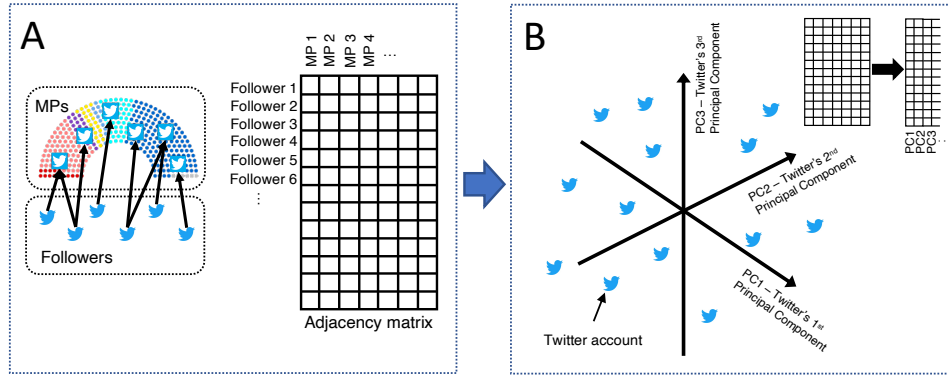 A
MPs
Followers
MP 1
MP 2
MP 3
MP 4
...
Follower 1
Follower 2
Follower 3
Follower 4
Follower 5
Follower 6
...
Adjacency matrix
B
PC3 – Twitter's 3rd
Principal Component
PC2 – Twitter's 2nd
Principal Component
PC1 – Twitter's 1st
Principal Component
Twitter account
PC1
PC2
PC3
...